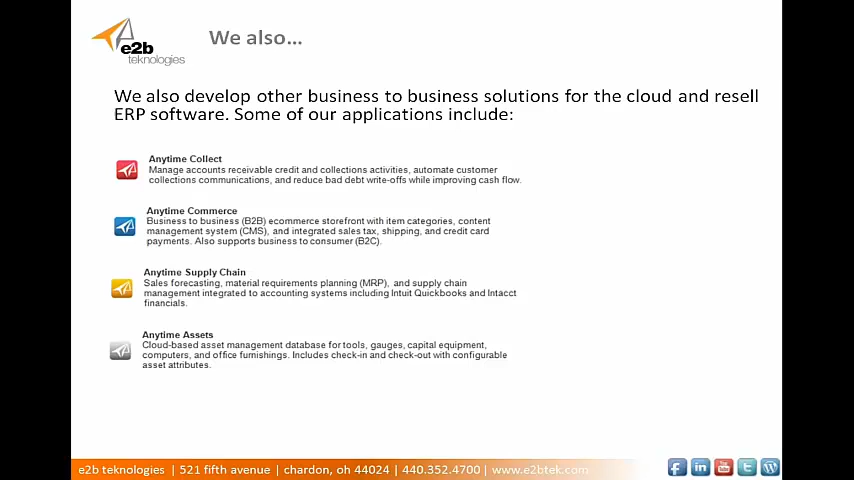 e2b
teknologies
We also...
We also develop other business to business solutions for the cloud and resell
ERP software. Some of our applications include:
Anytime Collect
Manage accounts receivable credit and collections activities, automate customer
collections communications, and reduce bad debt write-offs while improving cash flow.
Anytime Commerce
Business to business (B2B) ecommerce storefront with item categories, content
management system (CMS), and integrated sales tax, shipping, and credit card
payments. Also supports business to consumer (B2C).
Anytime Supply Chain
Sales forecasting, material requirements planning (MRP), and supply chain
management integrated to accounting systems including Intuit Quickbooks and Intacct
financials.
Anytime Assets
Cloud-based asset management database for tools, gauges, capital equipment,
computers, and office furnishings. Includes check-in and check-out with configurable
asset attributes.
e2b teknologies | 521 fifth avenue | chardon, oh 44024 | 440.352.4700 | www.e2btek.com